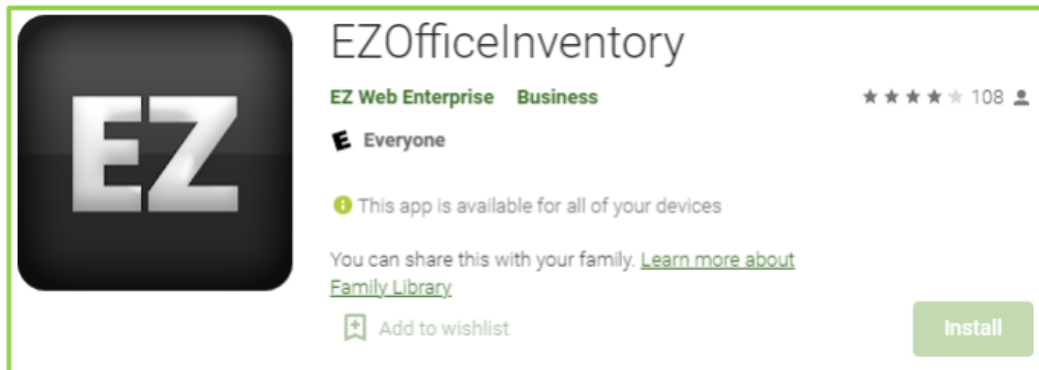 EZ
EZOfficeInventory
EZ Web Enterprise Business
108
E Everyone
This app is available for all of your devices
You can share this with your family. Learn more about
Family Library
Add to wishlist
Install